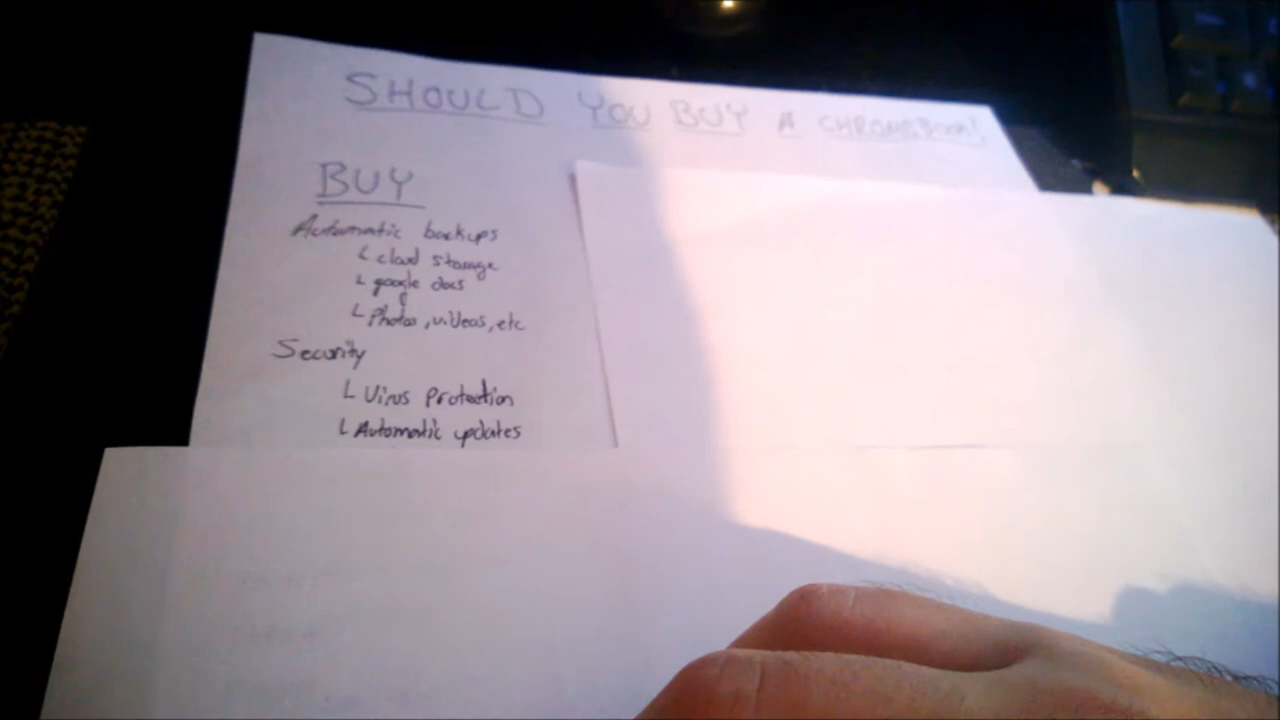 SHOULD YOU BUY A CHROMEBOOK?
BUY
Automatic backups
└ cloud storage
└ google docs
└ Photos, videos, etc
Security
└ Virus Protection
└ Automatic updates